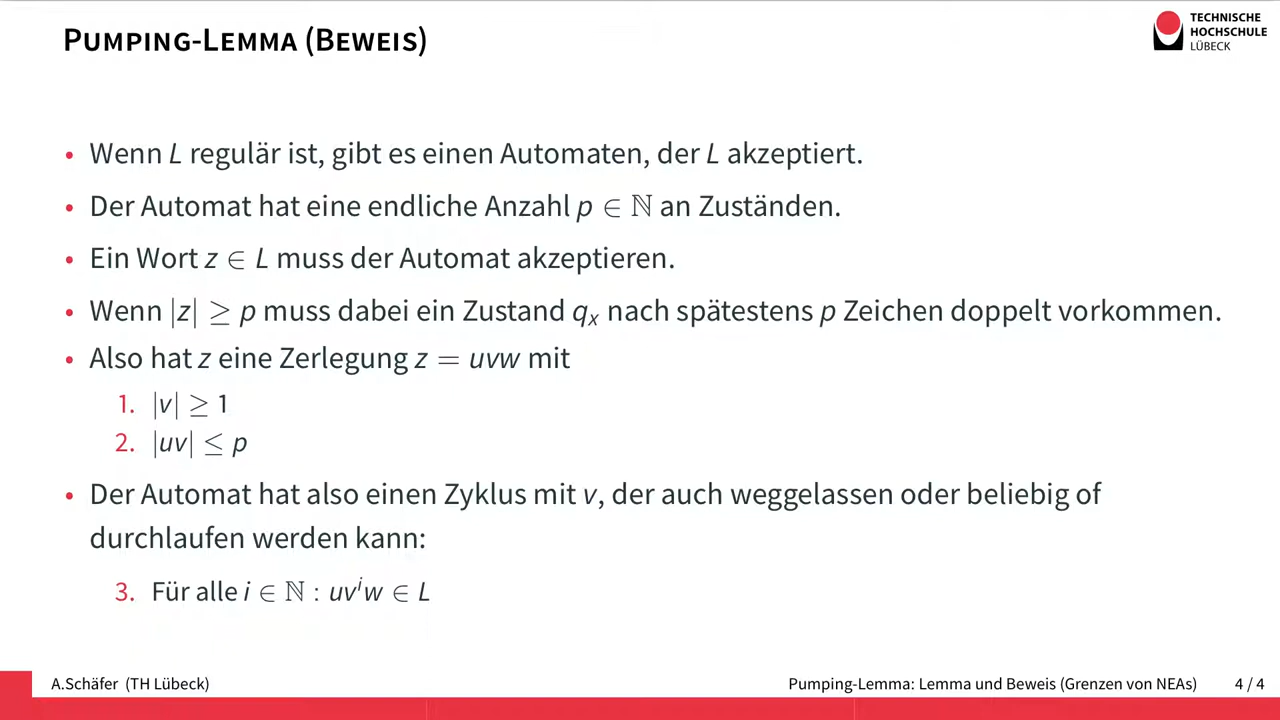 PUMPING-LEMMA (BEWEIS)
TECHNISCHE
HOCHSCHULE
LÜBECK
• Wenn L regulär ist, gibt es einen Automaten, der L akzeptiert.
• Der Automat hat eine endliche Anzahl p ∈ ℕ an Zuständen.
• Ein Wort z ∈ L muss der Automat akzeptieren.
• Wenn |z| ≥ p muss dabei ein Zustand qₓ nach spätestens p Zeichen doppelt vorkommen.
• Also hat z eine Zerlegung z = uvw mit
1. |v| ≥ 1
2. |uv| ≤ p
• Der Automat hat also einen Zyklus mit v, der auch weggelassen oder beliebig of
durchlaufen werden kann:
3. Für alle i ∈ ℕ : uvⁱw ∈ L
A.Schäfer (TH Lübeck)
Pumping-Lemma: Lemma und Beweis (Grenzen von NEAs)
4 / 4